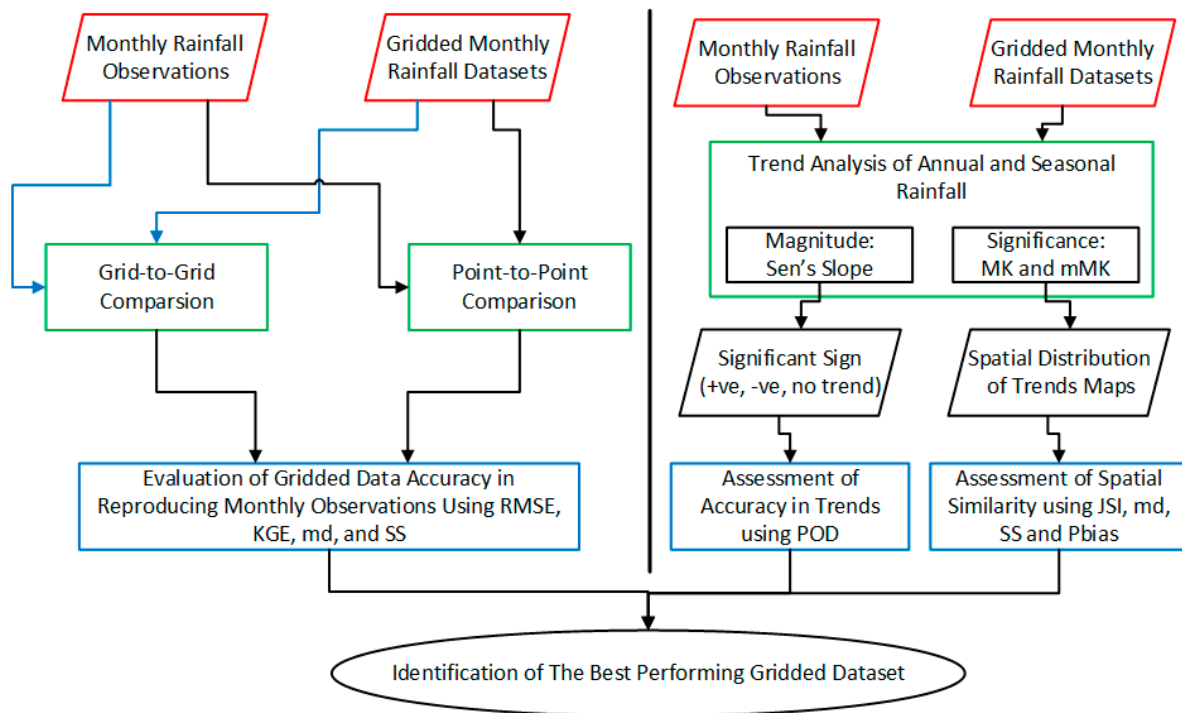 Monthly Rainfall
Observations
Gridded Monthly
Rainfall Datasets
Grid-to-Grid
Comparsion
Point-to-Point
Comparison
Evaluation of Gridded Data Accuracy in
Reproducing Monthly Observations Using RMSE,
KGE, md, and SS
Monthly Rainfall
Observations
Gridded Monthly
Rainfall Datasets
Trend Analysis of Annual and Seasonal
Rainfall
Magnitude:
Sen's Slope
Significance:
MK and mMK
Significant Sign
(+ve, -ve, no trend)
Spatial Distribution
of Trends Maps
Assessment of
Accuracy in Trends
using POD
Assessment of Spatial
Similarity using JSI, md,
SS and Pbias
Identification of The Best Performing Gridded Dataset